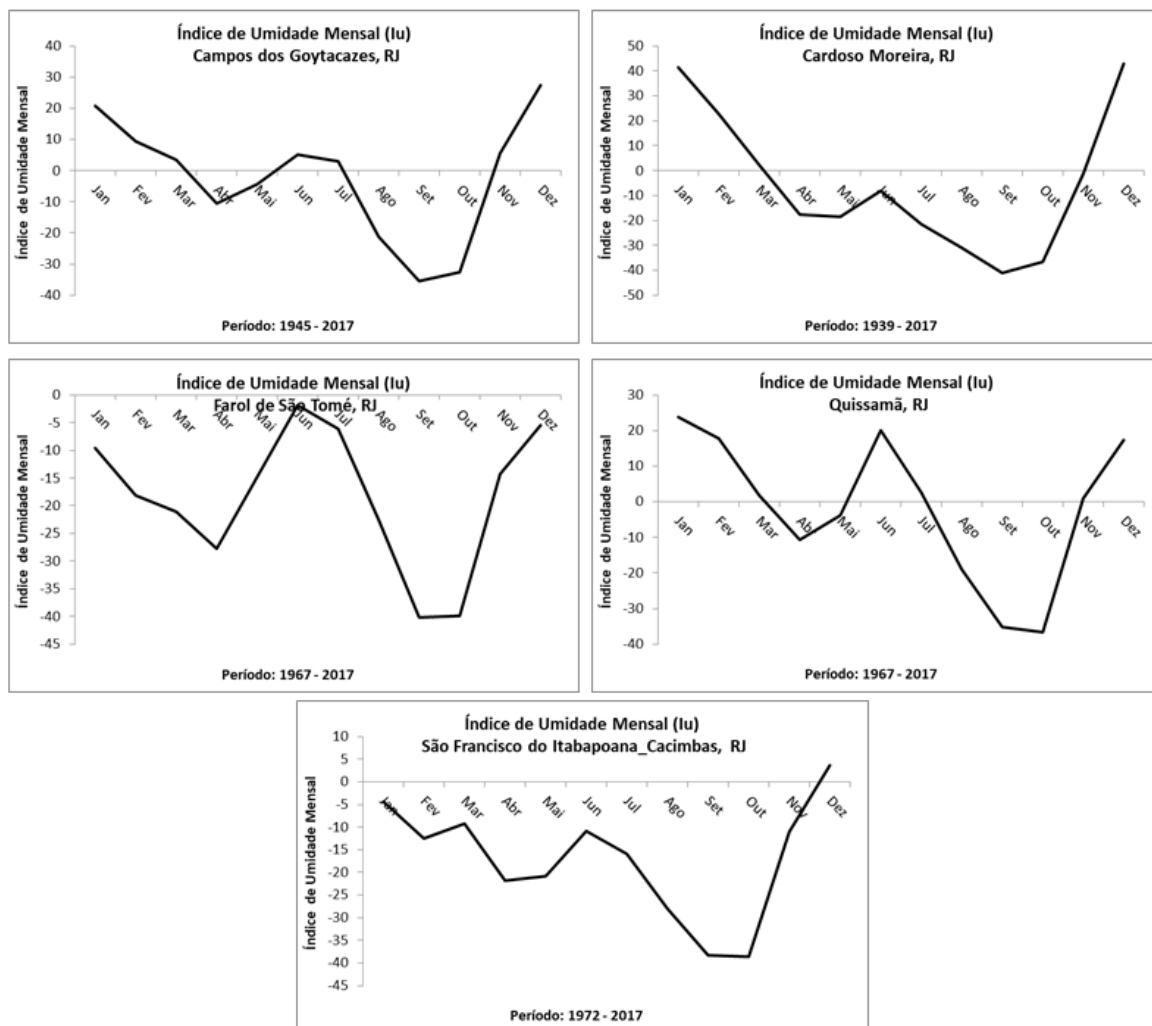 Índice de Umidade Mensal (Iu)
Campos dos Goytacazes, RJ
Índice de Umidade Mensal
40
30
20
10
0
-10
-20
-30
-40
Jan Fev Mar Abr Mai Jun Jul Ago Set Out Nov Dez
Período: 1945 - 2017
Índice de Umidade Mensal (Iu)
Cardoso Moreira, RJ
Índice de Umidade Mensal
50
40
30
20
10
0
-10
-20
-30
-40
-50
Jan Fev Mar Abr Mai Jun Jul Ago Set Out Nov Dez
Período: 1939 - 2017
Índice de Umidade Mensal (Iu)
Farol de São Tomé, RJ
Índice de Umidade Mensal
0
-5
-10
-15
-20
-25
-30
-35
-40
-45
Jan Fev Mar Abr Mai Jun Jul Ago Set Out Nov Dez
Período: 1967 - 2017
Índice de Umidade Mensal (Iu)
Quissamã, RJ
Índice de Umidade Mensal
30
20
10
0
-10
-20
-30
-40
Jan Fev Mar Abr Mai Jun Jul Ago Set Out Nov Dez
Período: 1967 - 2017
Índice de Umidade Mensal (Iu)
São Francisco do Itabapoana_Cacimbas, RJ
Índice de Umidade Mensal
10
5
0
-5
-10
-15
-20
-25
-30
-35
-40
-45
Jan Fev Mar Abr Mai Jun Jul Ago Set Out Nov Dez
Período: 1972 - 2017